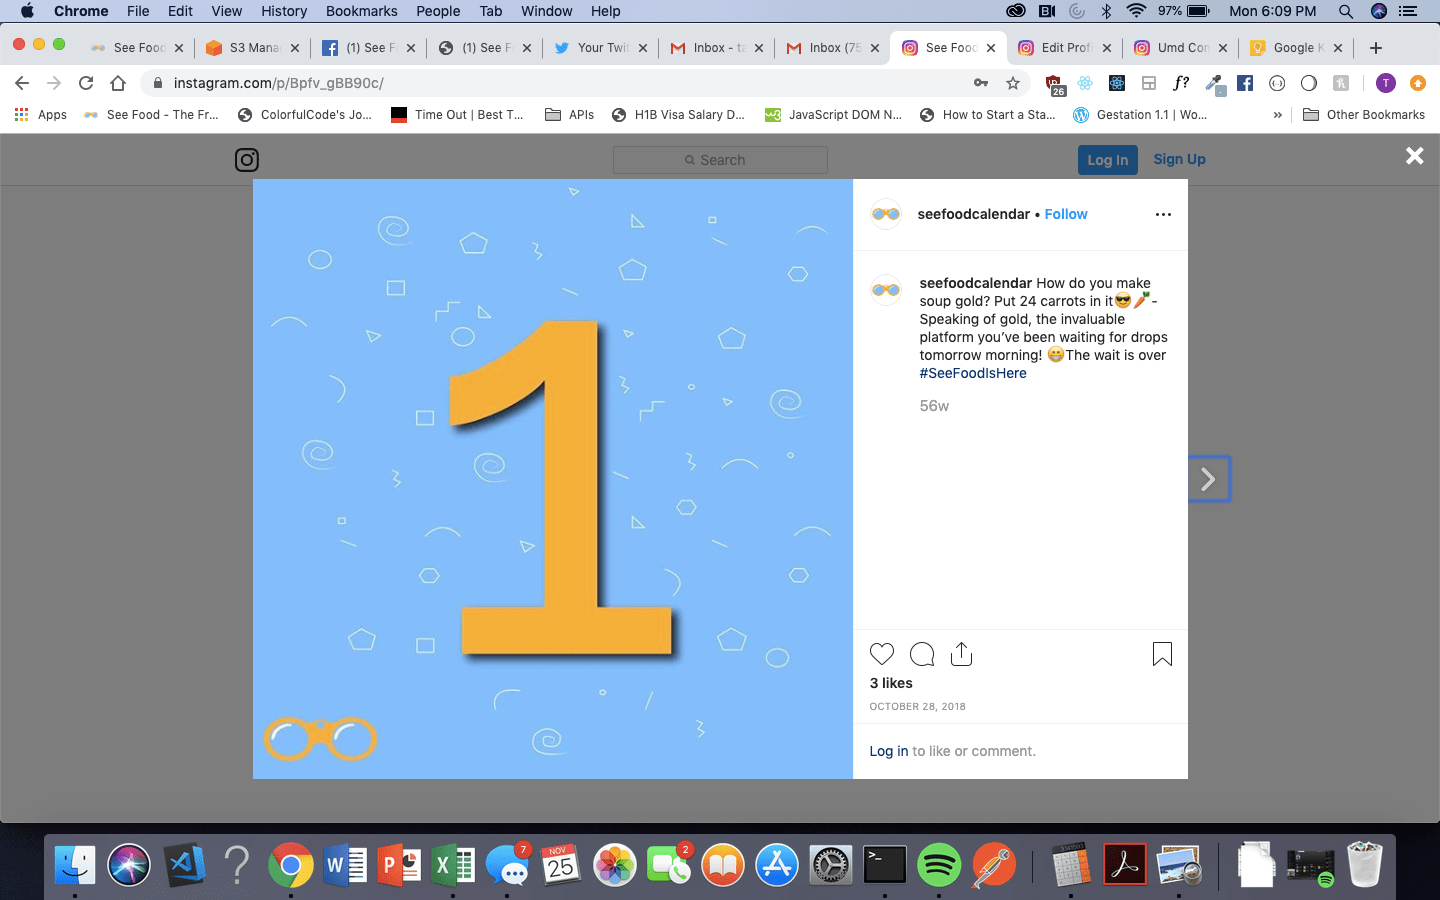 Chrome File Edit View History Bookmarks People Tab Window Help 97% Mon 6:09 PM
See Food S3 Mana (1) See F (1) See F Your Twit Inbox - ta Inbox (75 See Food Edit Profi Umd Con Google K
instagram.com/p/Bpfv_gBB90c/ 26 f? T
Apps See Food - The Fr... ColorfulCode's Jo... Time Out | Best T... APIs H1B Visa Salary D... JavaScript DOM N... How to Start a Sta... Gestation 1.1 | Wo... » Other Bookmarks
Search Log In Sign Up
1
seefoodcalendar • Follow
seefoodcalendar How do you make
soup gold? Put 24 carrots in it😎🥕-
Speaking of gold, the invaluable
platform you've been waiting for drops
tomorrow morning! 😁The wait is over
#SeeFoodIsHere
56w
3 likes
OCTOBER 28, 2018
Log in to like or comment.
? W P X 7 NOV 25 2 >_